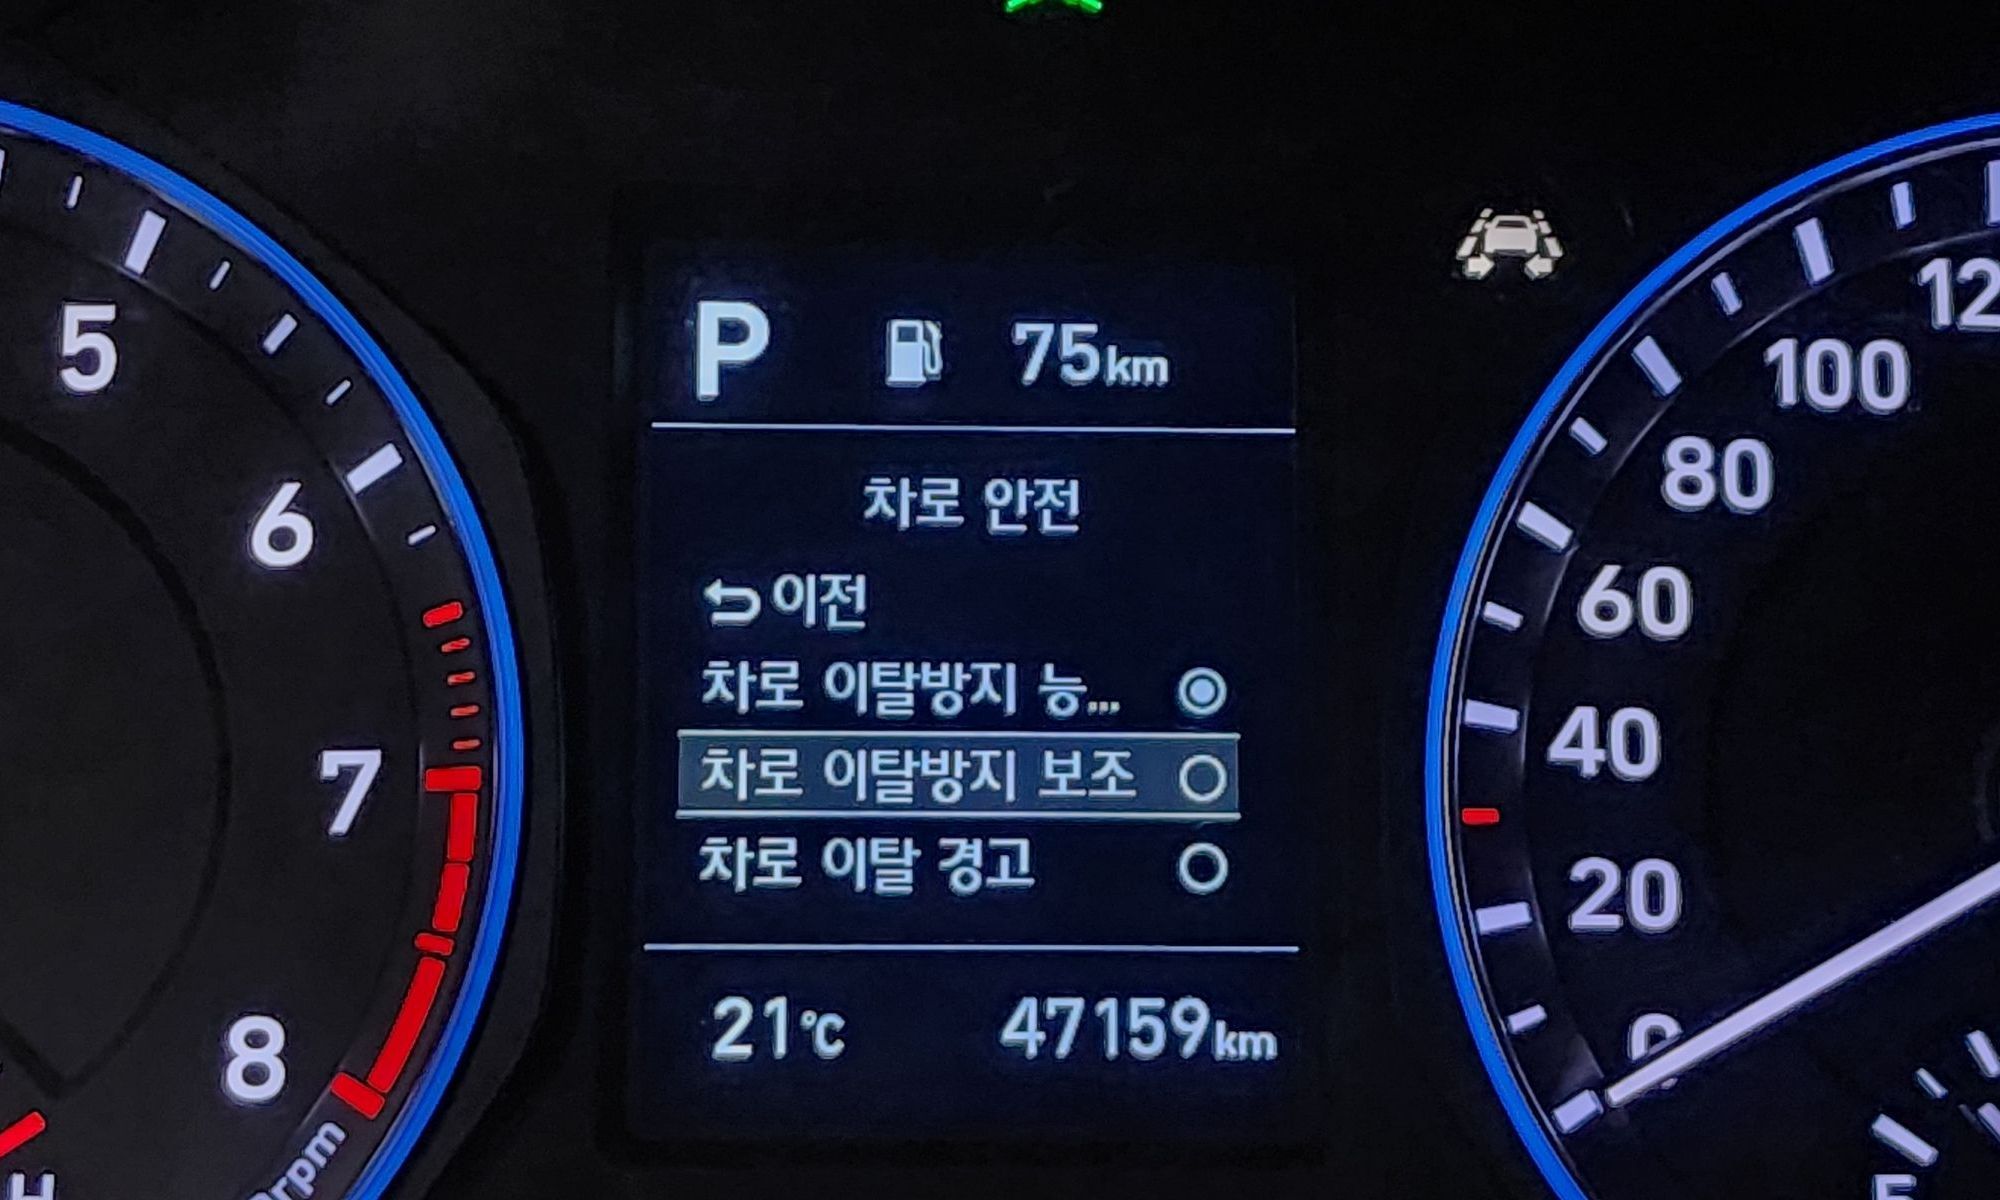 P 75km
차로 안전
이전
차로 이탈방지 능...
차로 이탈방지 보조
차로 이탈 경고
21℃ 47159km
5
6
7
8
rpm
100
80
60
40
20
0